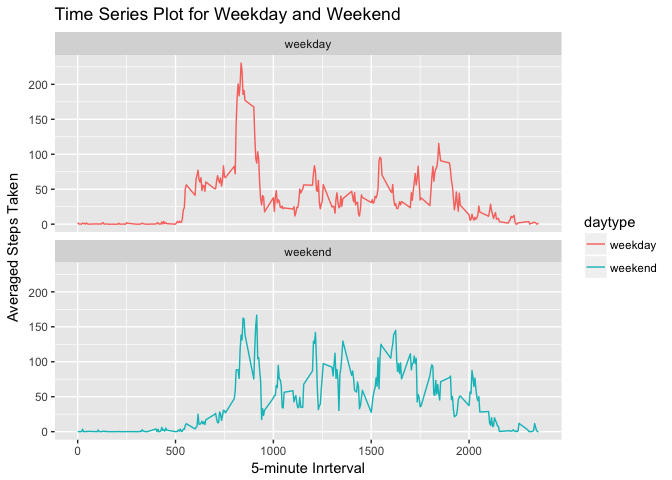 Time Series Plot for Weekday and Weekend
weekday
200
150
100
50
0
weekend
200
150
100
50
0
0
500
1000
1500
2000
5-minute Inrterval
Averaged Steps Taken
daytype
weekday
weekend